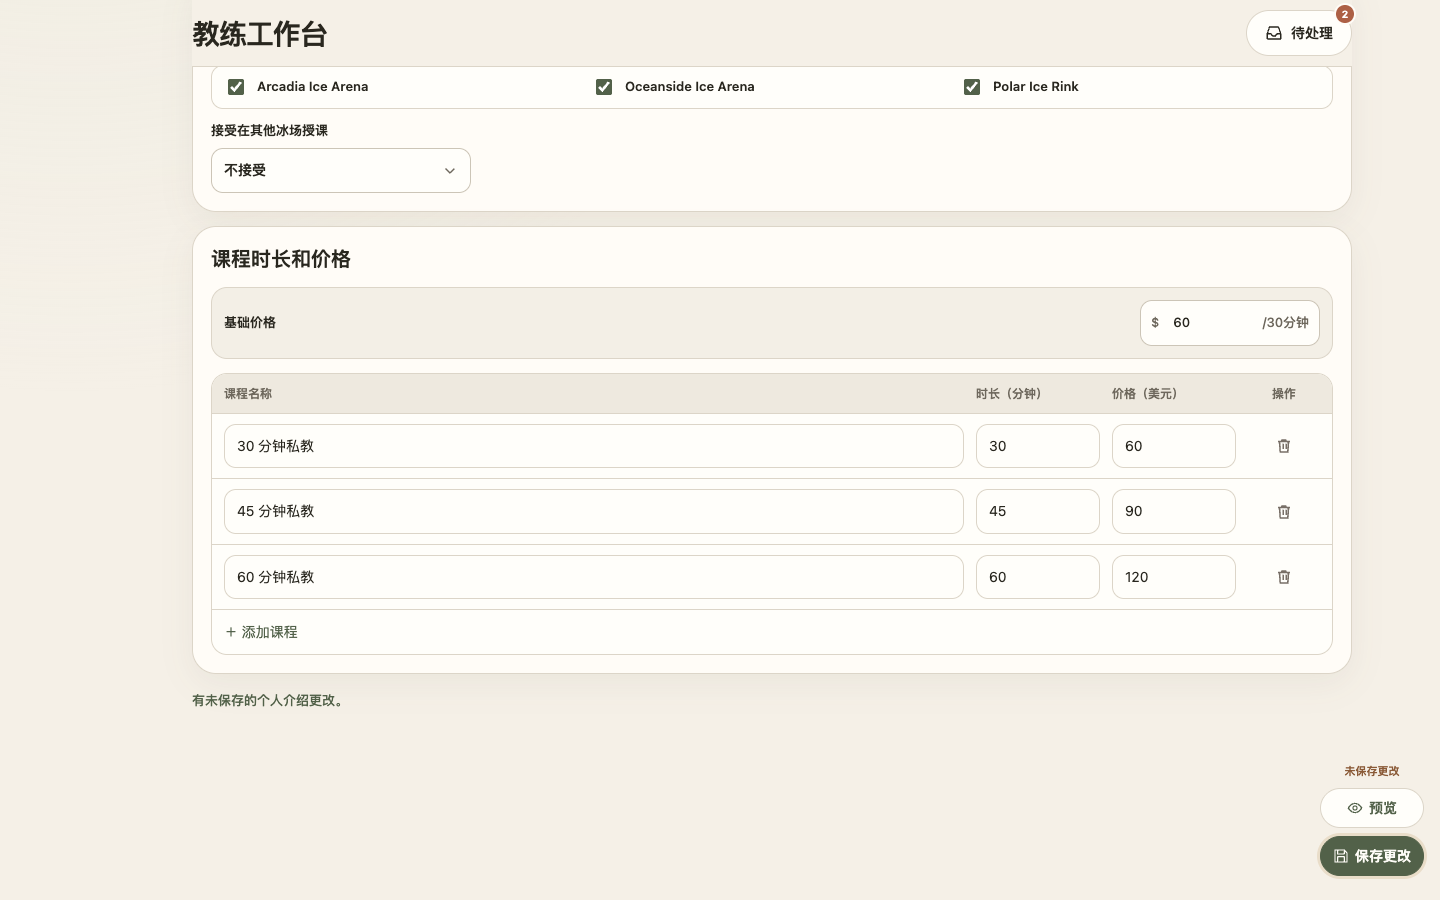 教练工作台
待处理
2
Arcadia Ice Arena
Oceanside Ice Arena
Polar Ice Rink
接受在其他冰场授课
不接受
课程时长和价格
基础价格
$ 60 /30分钟
课程名称 时长（分钟） 价格（美元） 操作
30 分钟私教 30 60
45 分钟私教 45 90
60 分钟私教 60 120
+ 添加课程
有未保存的个人介绍更改。
未保存更改
预览
保存更改